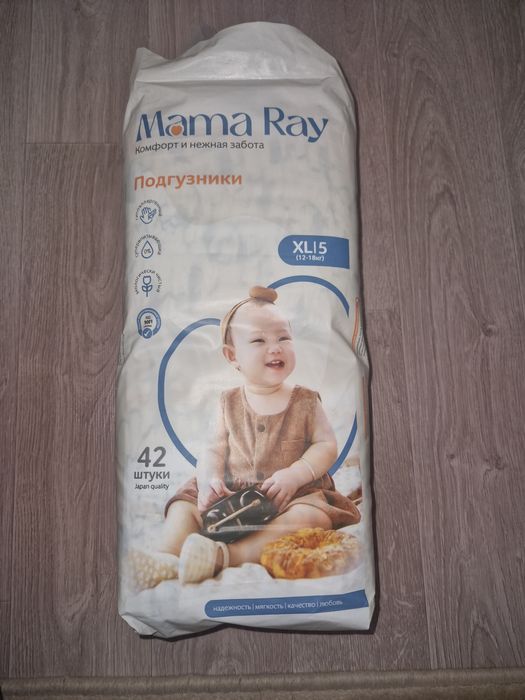 Mama Ray
Комфорт и нежная забота
Подгузники
XL|5
(12-18кг)
42
штуки
Japan quality
надежность | мягкость | качество | любовь